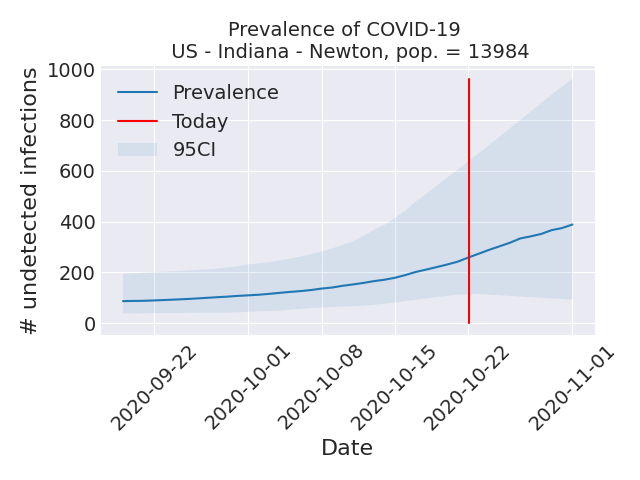 Prevalence of COVID-19
US - Indiana - Newton, pop. = 13984
# undetected infections
1000
800
600
400
200
0
Prevalence
Today
95CI
2020-09-22
2020-10-01
2020-10-08
2020-10-15
2020-10-22
2020-11-01
Date